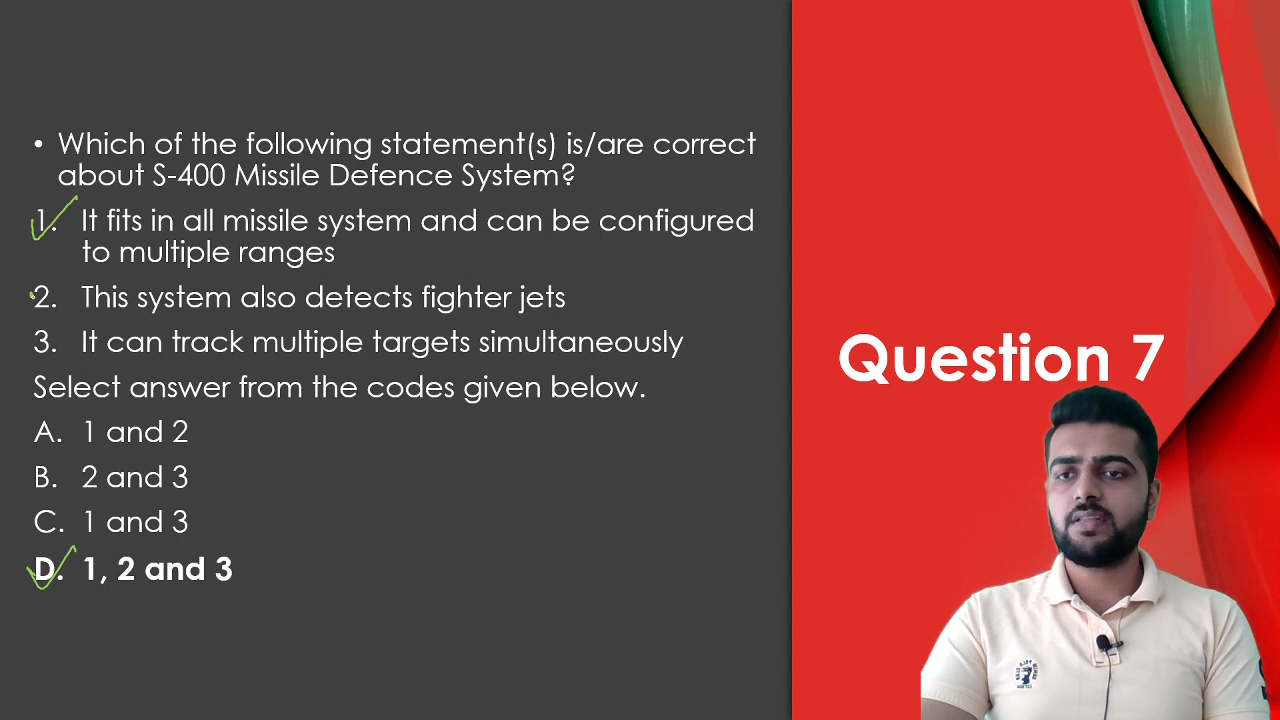 • Which of the following statement(s) is/are correct
about S-400 Missile Defence System?
1. It fits in all missile system and can be configured
to multiple ranges
2. This system also detects fighter jets
3. It can track multiple targets simultaneously
Select answer from the codes given below.
A. 1 and 2
B. 2 and 3
C. 1 and 3
D. 1, 2 and 3
Question 7